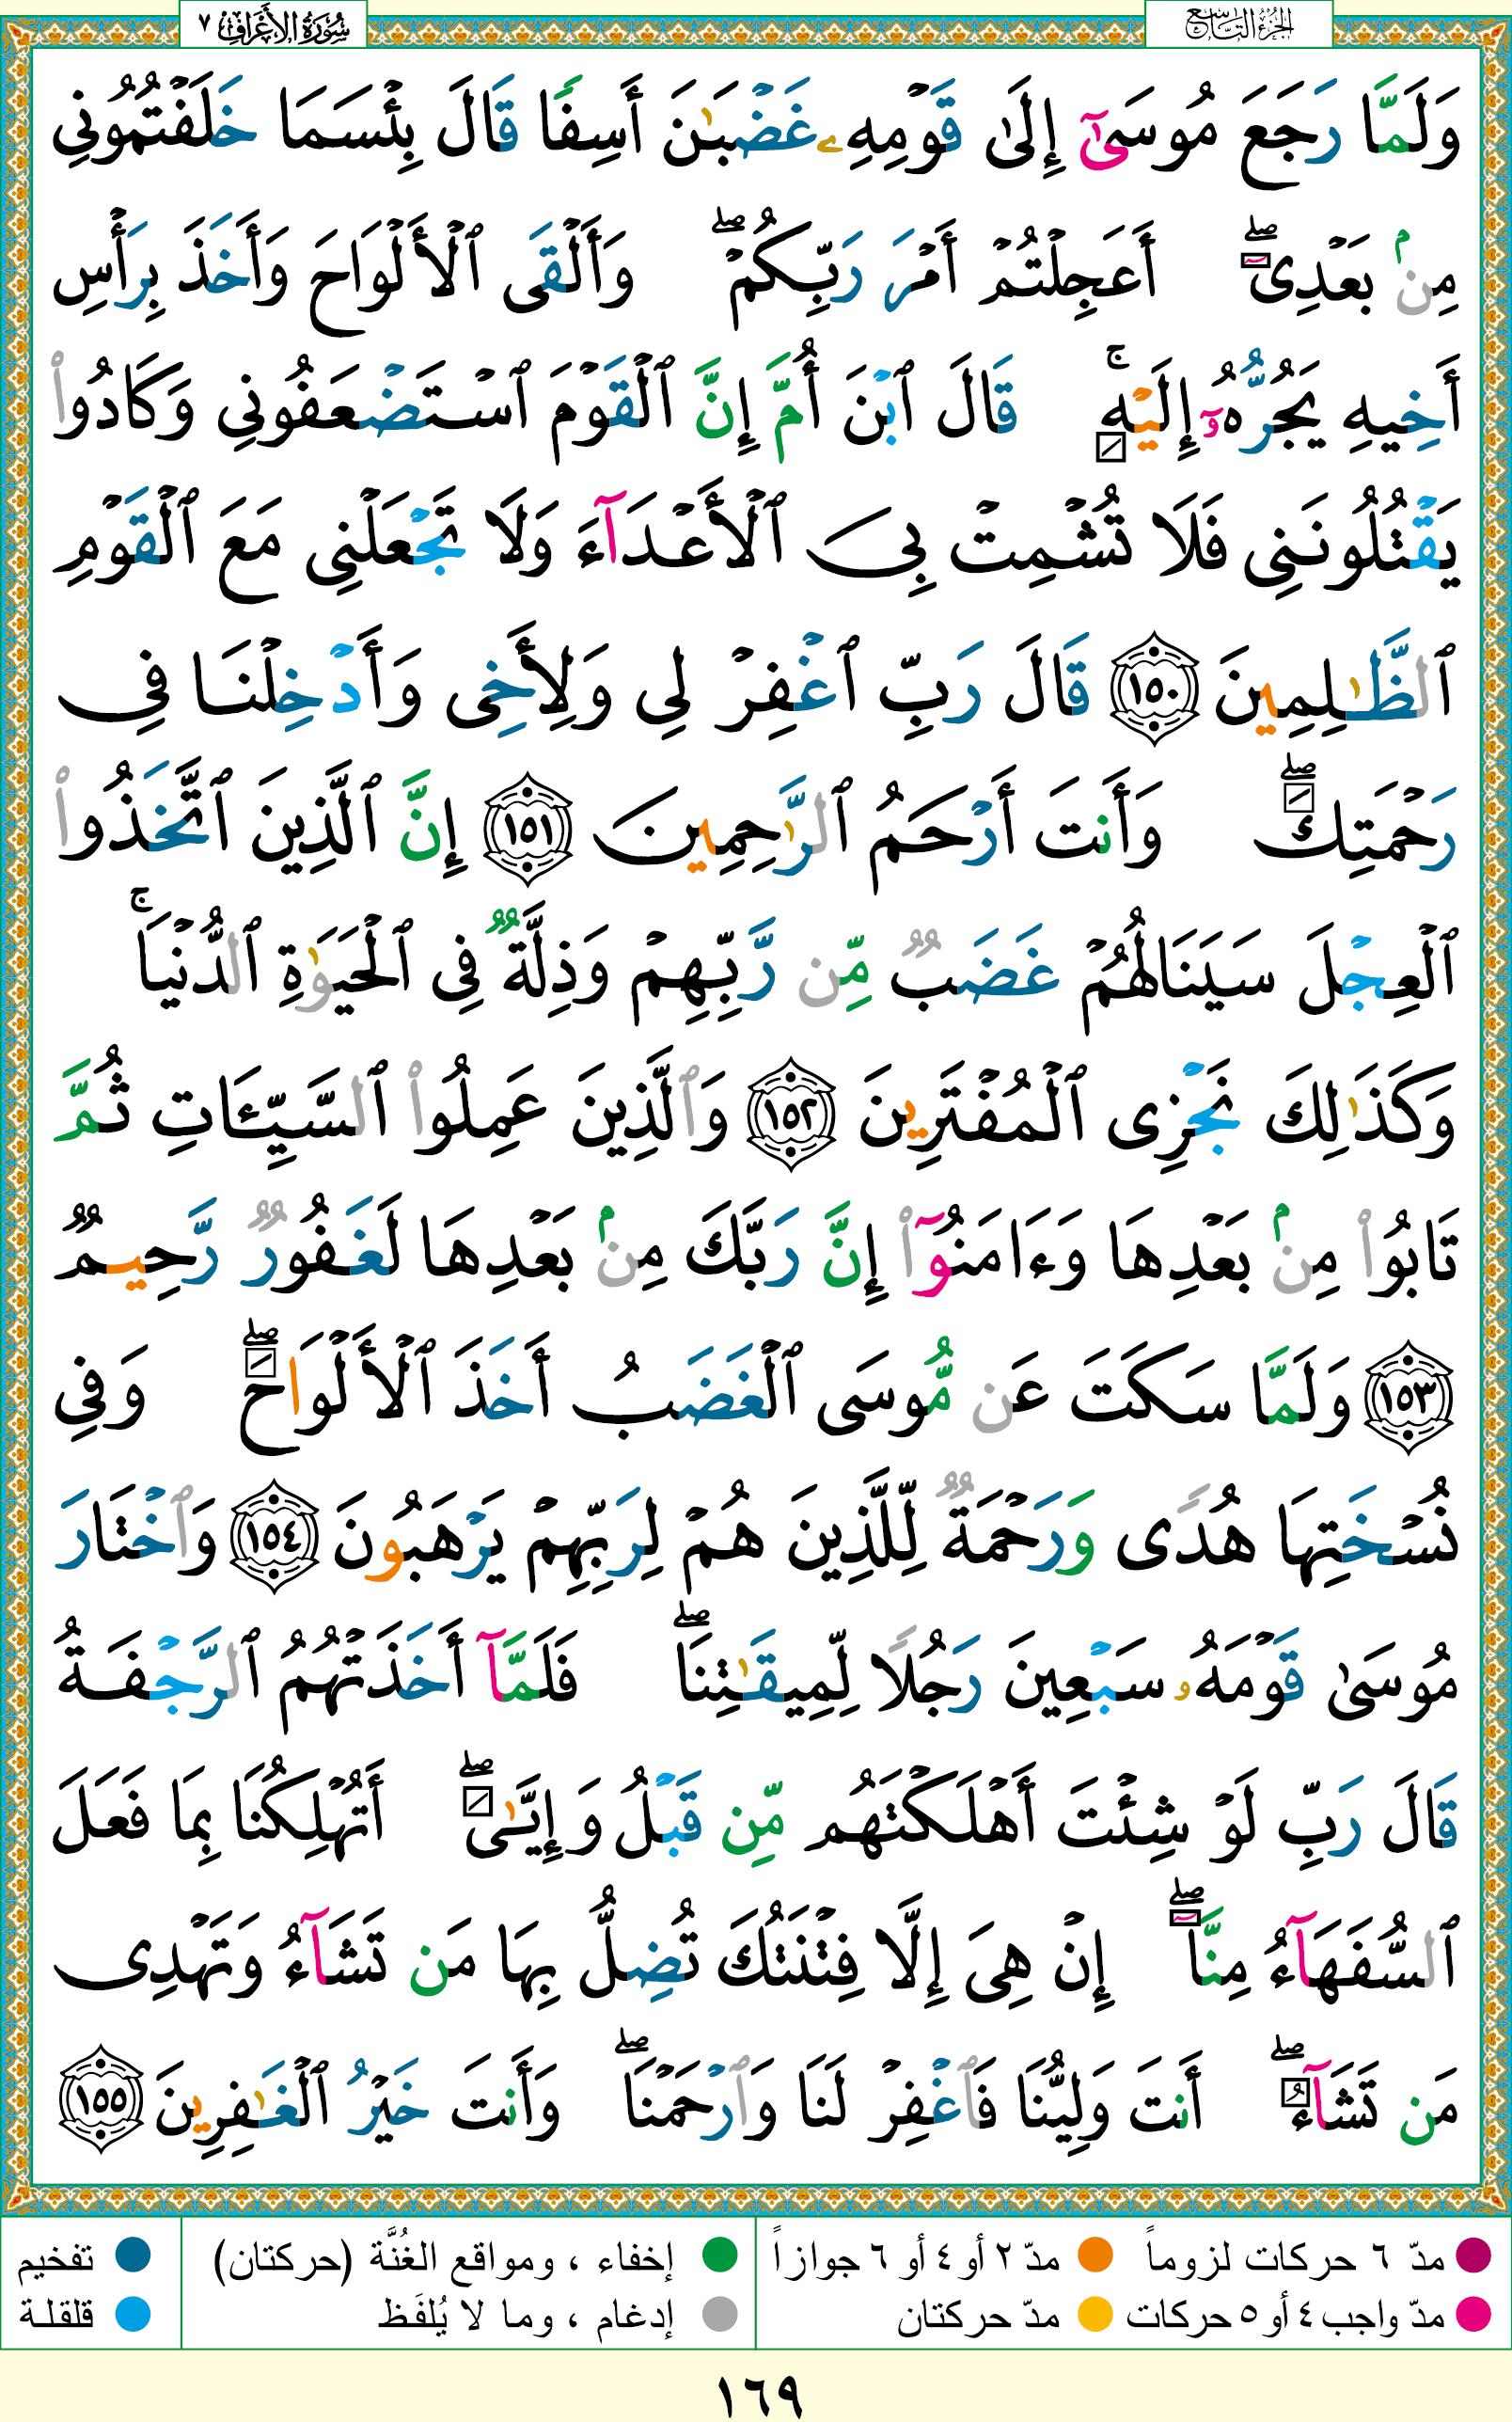 الجزء التاسع
سورة الأعراف ٧
وَلَمَّا رَجَعَ مُوسَىٰٓ إِلَىٰ قَوْمِهِۦ غَضْبَٰنَ أَسِفًا قَالَ بِئْسَمَا خَلَفْتُمُونِى
مِنۢ بَعْدِىٓ ۖ أَعَجِلْتُمْ أَمْرَ رَبِّكُمْ ۖ وَأَلْقَى ٱلْأَلْوَاحَ وَأَخَذَ بِرَأْسِ
أَخِيهِ يَجُرُّهُۥٓ إِلَيْهِ ۚ قَالَ ٱبْنَ أُمَّ إِنَّ ٱلْقَوْمَ ٱسْتَضْعَفُونِى وَكَادُوا۟
يَقْتُلُونَنِى فَلَا تُشْمِتْ بِىَ ٱلْأَعْدَآءَ وَلَا تَجْعَلْنِى مَعَ ٱلْقَوْمِ
ٱلظَّٰلِمِينَ ١٥٠ قَالَ رَبِّ ٱغْفِرْ لِى وَلِأَخِى وَأَدْخِلْنَا فِى
رَحْمَتِكَ ۖ وَأَنتَ أَرْحَمُ ٱلرَّٰحِمِينَ ١٥١ إِنَّ ٱلَّذِينَ ٱتَّخَذُوا۟
ٱلْعِجْلَ سَيَنَالُهُمْ غَضَبٌ مِّن رَّبِّهِمْ وَذِلَّةٌ فِى ٱلْحَيَوٰةِ ٱلدُّنْيَا ۚ
وَكَذَٰلِكَ نَجْزِى ٱلْمُفْتَرِينَ ١٥٢ وَٱلَّذِينَ عَمِلُوا۟ ٱلسَّيِّـَٔاتِ ثُمَّ
تَابُوا۟ مِنۢ بَعْدِهَا وَءَامَنُوٓا۟ إِنَّ رَبَّكَ مِنۢ بَعْدِهَا لَغَفُورٌ رَّحِيمٌ
١٥٣ وَلَمَّا سَكَتَ عَن مُّوسَى ٱلْغَضَبُ أَخَذَ ٱلْأَلْوَاحَ ۖ وَفِى
نُسْخَتِهَا هُدًى وَرَحْمَةٌ لِّلَّذِينَ هُمْ لِرَبِّهِمْ يَرْهَبُونَ ١٥٤ وَٱخْتَارَ
مُوسَىٰ قَوْمَهُۥ سَبْعِينَ رَجُلًا لِّمِيقَٰتِنَا ۖ فَلَمَّآ أَخَذَتْهُمُ ٱلرَّجْفَةُ
قَالَ رَبِّ لَوْ شِئْتَ أَهْلَكْتَهُم مِّن قَبْلُ وَإِيَّٰىَ ۖ أَتُهْلِكُنَا بِمَا فَعَلَ
ٱلسُّفَهَآءُ مِنَّآ ۖ إِنْ هِىَ إِلَّا فِتْنَتُكَ تُضِلُّ بِهَا مَن تَشَآءُ وَتَهْدِى
مَن تَشَآءُ ۖ أَنتَ وَلِيُّنَا فَٱغْفِرْ لَنَا وَٱرْحَمْنَا ۖ وَأَنتَ خَيْرُ ٱلْغَٰفِرِينَ ١٥٥
مدّ ٦ حركات لزوماً مدّ ٢ أو ٤ أو ٦ جوازاً إخفاء ، ومواقع الغُنَّة (حركتان) تفخيم
مدّ واجب ٤ أو ٥ حركات مدّ حركتان إدغام ، وما لا يُلفَظ قلقلة
١٦٩